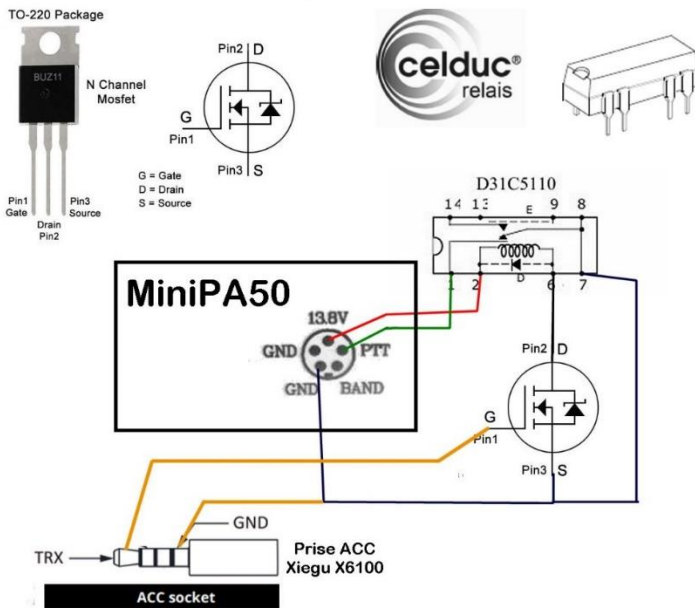 TO-220 Package
BUZ11
N Channel
Mosfet
Pin1
Gate
Drain
Pin2
Pin3
Source
Pin2 D
G
Pin1
Pin3 S
G = Gate
D = Drain
S = Source
celduc®
relais
D31C5110
14 13 9 8
E
D
1 2 6 7
MiniPA50
13.8V
GND PTT
GND BAND
Pin2 D
G
Pin1
Pin3 S
GND
TRX
Prise ACC
Xiegu X6100
ACC socket